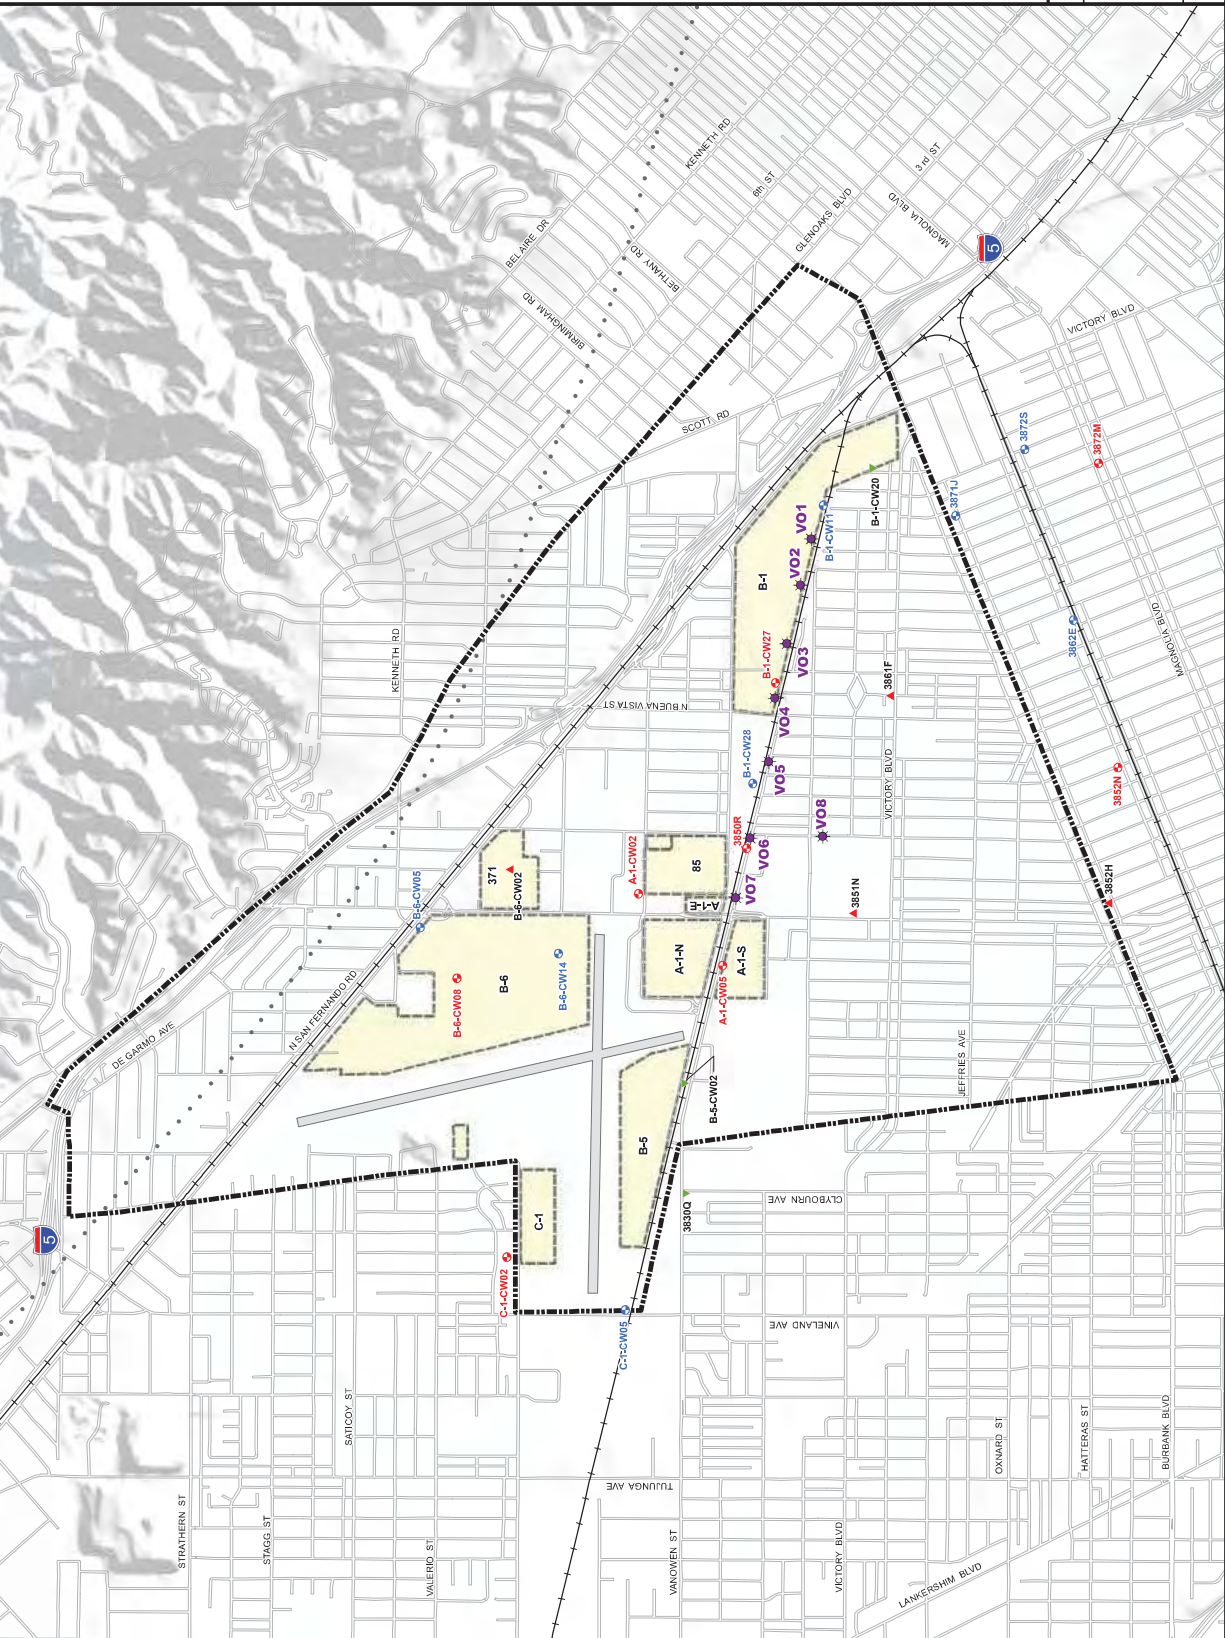 KENNETH RD
6th ST
3 rd ST
GLENOAKS BLVD
MAGNOLIA BLVD
BEL AIRE DR
BETHANY RD
BIRMINGHAM RD
5
VICTORY BLVD
SCOTT RD
3872S
3872M
3871J
B-1-CW20
B-1-CW11
VO1
VO2
B-1
KENNETH RD
3862E
MAGNOLIA BLVD
B-1-CW27
VO3
3861F
N BUENA VISTA ST
VO4
B-1-CW28
VO5
VICTORY BLVD
3852N
3850R
VO8
VO6
A-1-CW02
85
371
B-6-CW02
B-6-CW05
VO7
A-1-E
3851N
3852H
A-1-N
A-1-S
B-6
B-6-CW08
B-6-CW14
A-1-CW05
N SAN FERNANDO RD
DE GARMO AVE
JEFFRIES AVE
B-5-CW02
B-5
CLYBOURN AVE
3830Q
C-1
5
C-1-CW02
C-1-CW05
VINELAND AVE
SATICOY ST
OXNARD ST
HATTERAS ST
BURBANK BLVD
TUJUNGA AVE
STRATHERN ST
STAGG ST
VALERIO ST
VANOWEN ST
VICTORY BLVD
LANKERSHIM BLVD